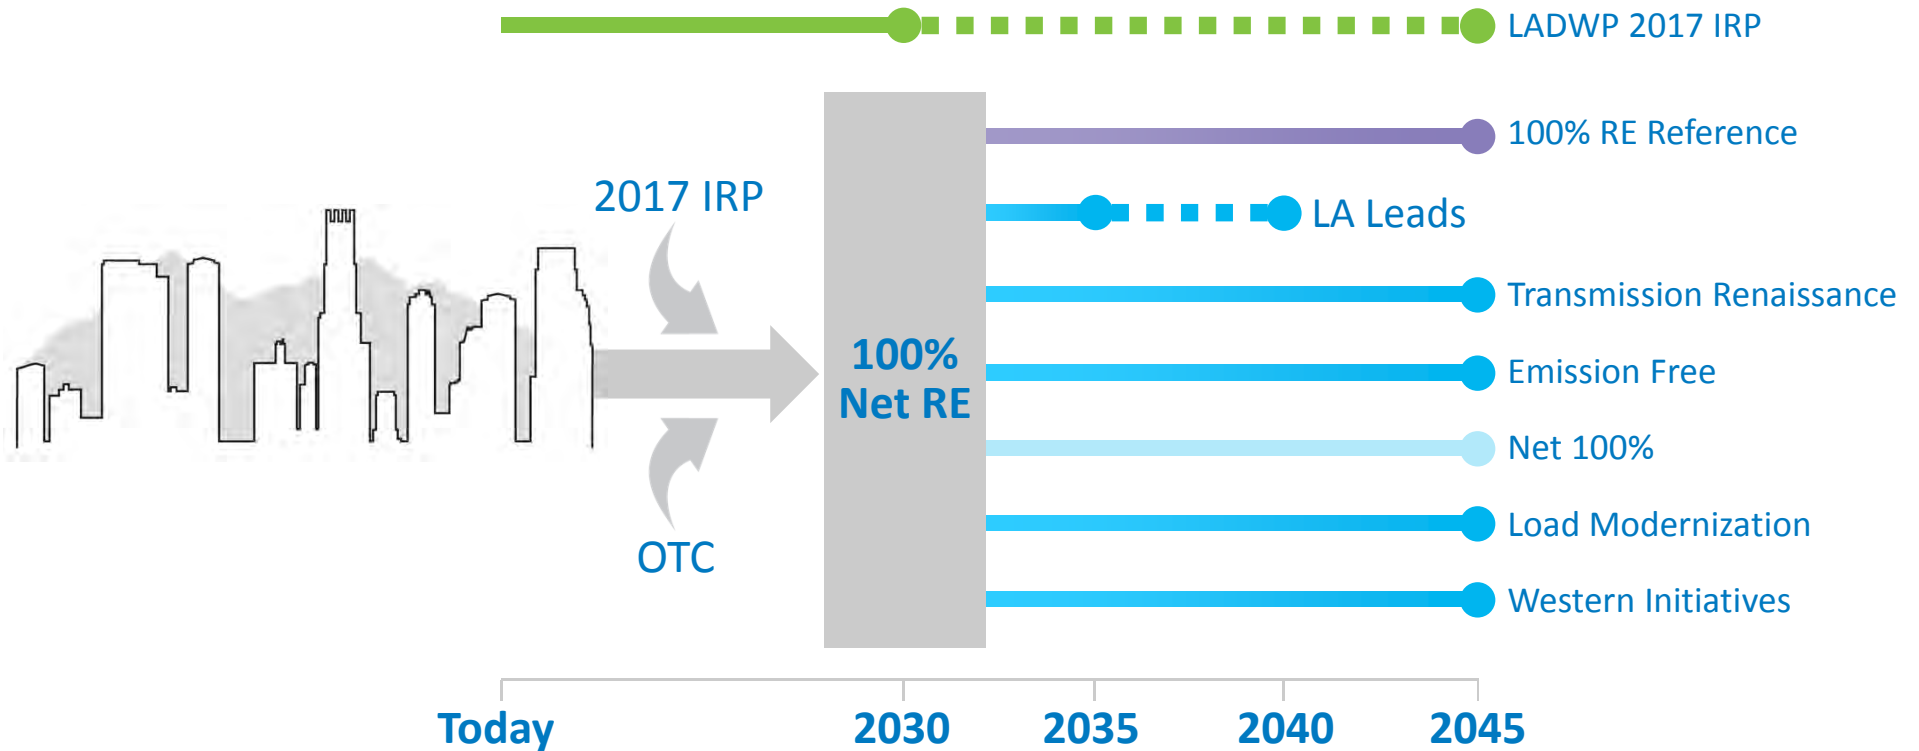 LADWP 2017 IRP
100% RE Reference
2017 IRP
LA Leads
Transmission Renaissance
100%
Net RE
Emission Free
Net 100%
OTC
Load Modernization
Western Initiatives
Today
2030
2035
2040
2045